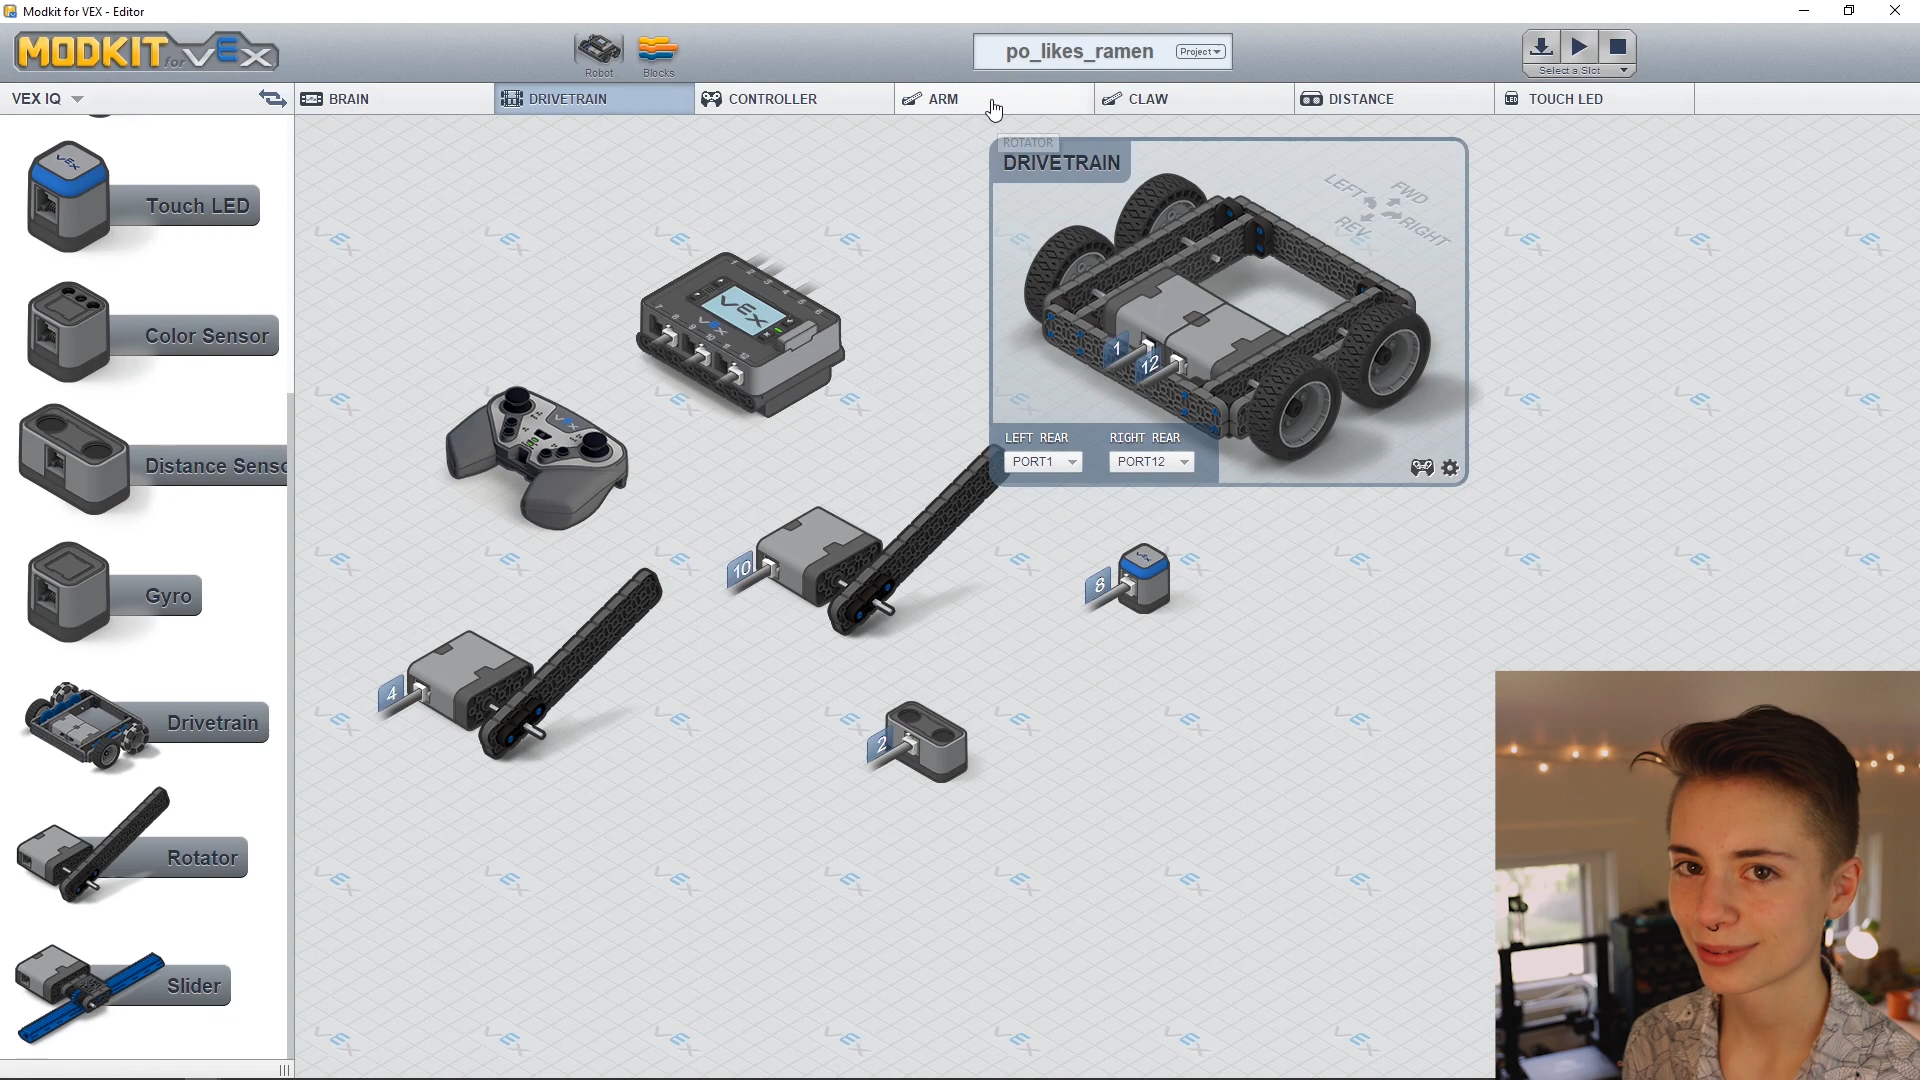 Modkit for VEX - Editor
MODKIT for VEX
Robot
Blocks
po_likes_ramen
Project
Select a Slot
VEX IQ
BRAIN
DRIVETRAIN
CONTROLLER
ARM
CLAW
DISTANCE
TOUCH LED
Touch LED
Color Sensor
Distance Senso
Gyro
Drivetrain
Rotator
Slider
ROTATOR
DRIVETRAIN
LEFT
FWD
REV
RIGHT
1
12
LEFT REAR
RIGHT REAR
PORT1
PORT12
10
8
4
2
VEX